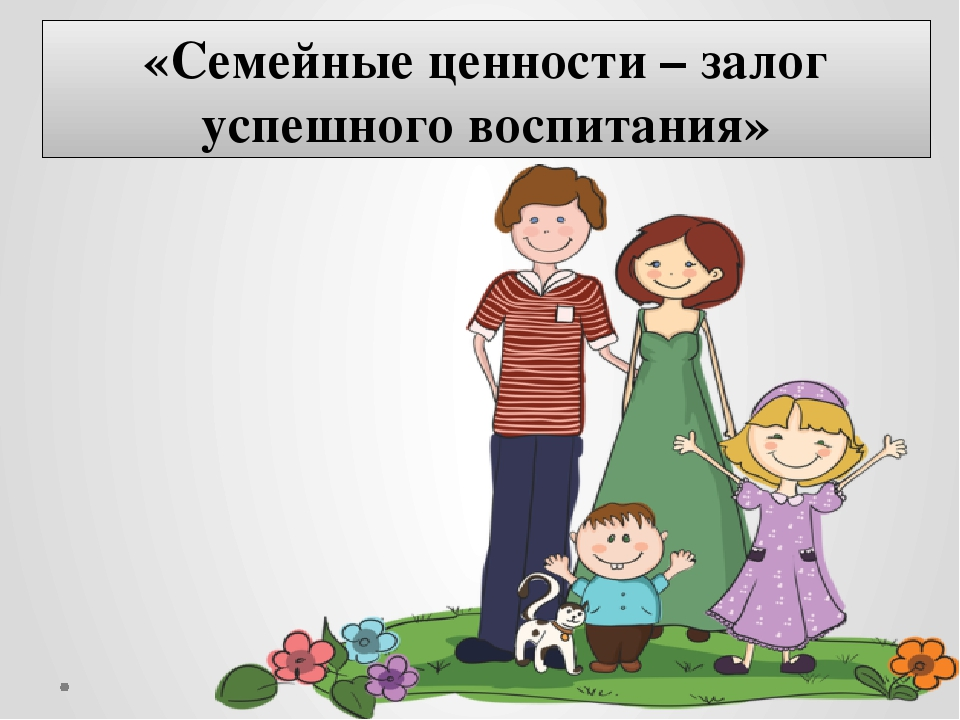 «Семейные ценности – залог
успешного воспитания»